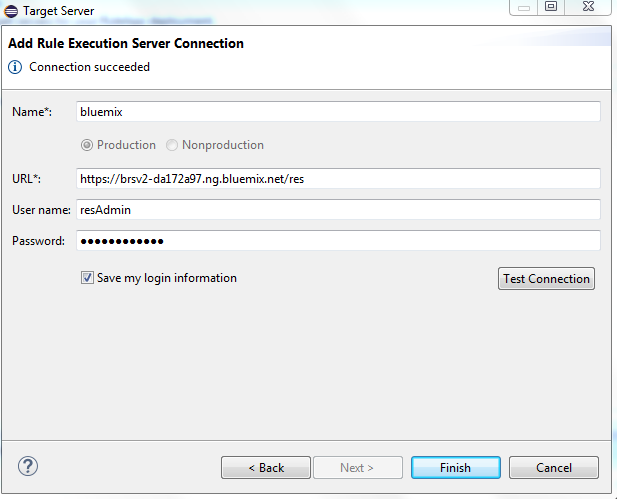 Target Server
Add Rule Execution Server Connection
Connection succeeded
Name*: bluemix
Production Nonproduction
URL*: https://brsv2-da172a97.ng.bluemix.net/res
User name: resAdmin
Password: ●●●●●●●●●●●●
Save my login information Test Connection
< Back Next > Finish Cancel